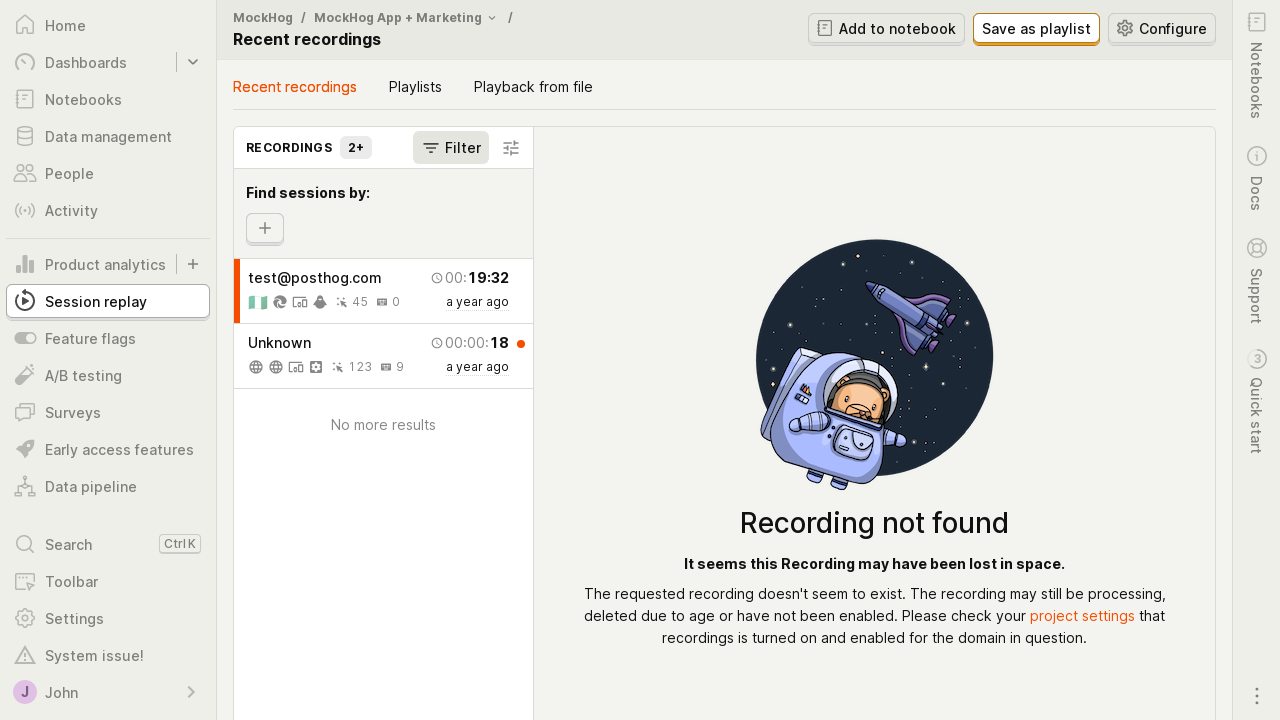 Home
Dashboards
Notebooks
Data management
People
Activity
Product analytics
Session replay
Feature flags
A/B testing
Surveys
Early access features
Data pipeline
Search
Ctrl K
Toolbar
Settings
System issue!
J
John
MockHog / MockHog App + Marketing /
Recent recordings
Add to notebook
Save as playlist
Configure
Recent recordings
Playlists
Playback from file
RECORDINGS 2+
Filter
Find sessions by:
test@posthog.com
00:19:32
45
0
a year ago
Unknown
00:00:18
123
9
a year ago
No more results
Recording not found
It seems this Recording may have been lost in space.
The requested recording doesn't seem to exist. The recording may still be processing,
deleted due to age or have not been enabled. Please check your project settings that
recordings is turned on and enabled for the domain in question.
Notebooks
Docs
Support
3
Quick start